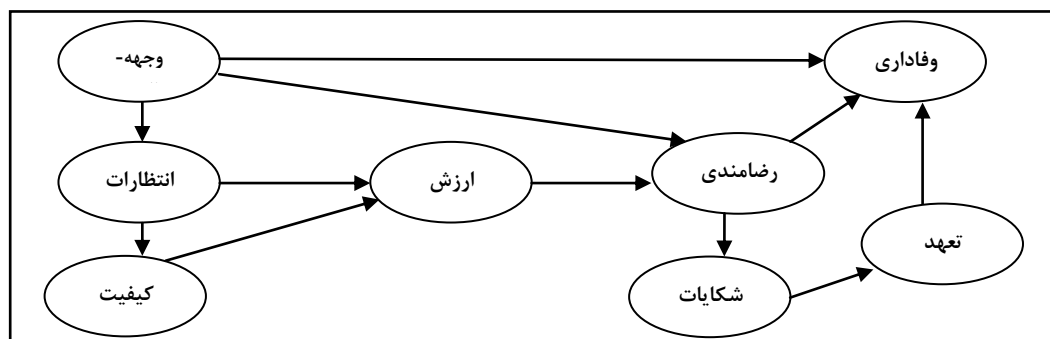 وجهه-
وفاداری
انتظارات
ارزش
رضامندی
تعهد
کیفیت
شکایات